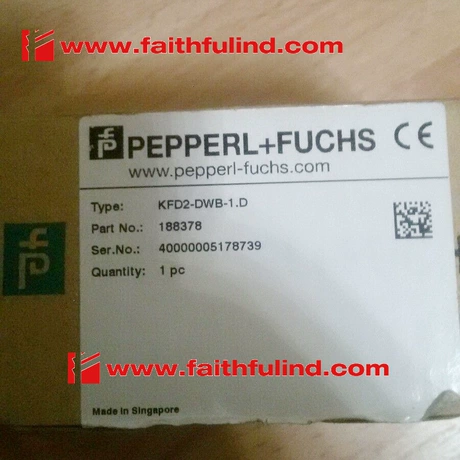 www.faithfulind.com
PEPPERL+FUCHS CE
www.pepperl-fuchs.com
Type: KFD2-DWB-1.D
Part No.: 188378
Ser.No.: 40000005178739
Quantity: 1 pc
www.faithfulind.com
Made in Singapore